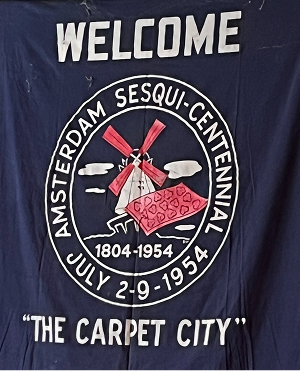 WELCOME
AMSTERDAM SESQUI-CENTENNIAL
1804-1954
JULY 2-9-1954
"THE CARPET CITY"